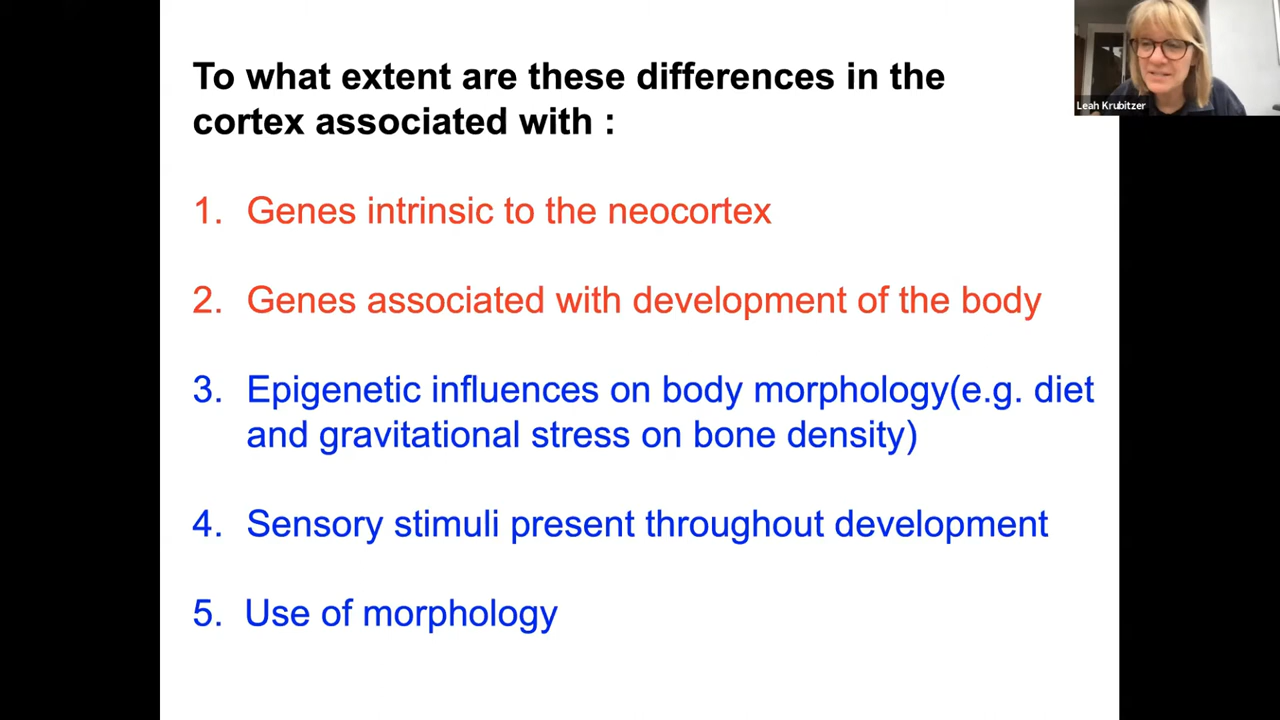 To what extent are these differences in the
cortex associated with :
Leah Krubitzer
1. Genes intrinsic to the neocortex
2. Genes associated with development of the body
3. Epigenetic influences on body morphology(e.g. diet
and gravitational stress on bone density)
4. Sensory stimuli present throughout development
5. Use of morphology